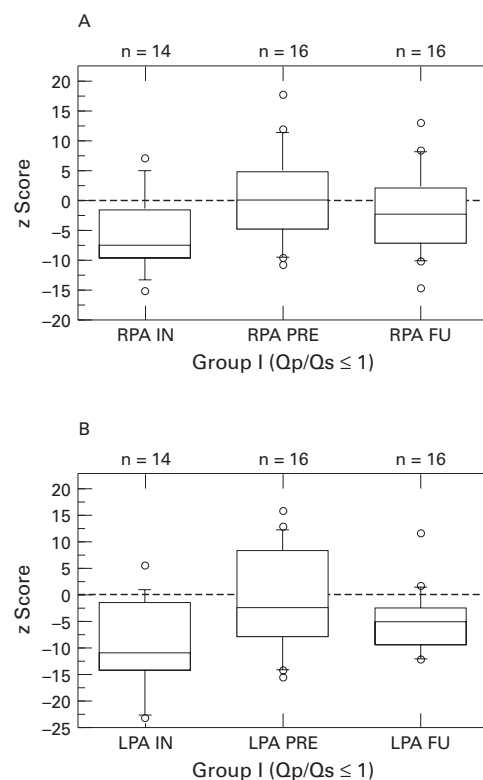 A
n = 14 n = 16 n = 16
20
15
10
5
0
−5
−10
−15
−20
z Score
RPA IN RPA PRE RPA FU
Group I (Qp/Qs ≤ 1)
B
n = 14 n = 16 n = 16
20
15
10
5
0
−5
−10
−15
−20
−25
z Score
LPA IN LPA PRE LPA FU
Group I (Qp/Qs ≤ 1)